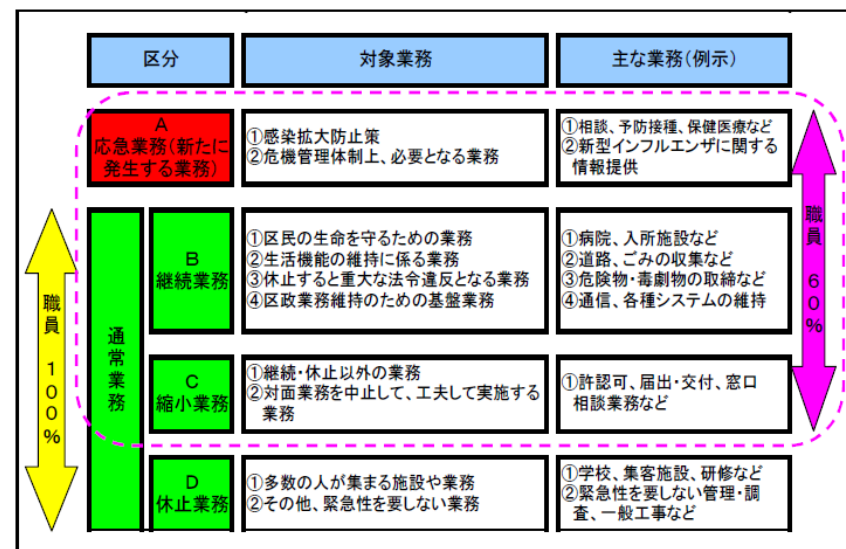 区分
対象業務
主な業務(例示)
A
応急業務(新たに
発生する業務)
①感染拡大防止策
②危機管理体制上、必要となる業務
①相談、予防接種、保健医療など
②新型インフルエンザに関する
情報提供
職員 60%
職員 100%
通常業務
B
継続業務
①区民の生命を守るための業務
②生活機能の維持に係る業務
③休止すると重大な法令違反となる業務
④区政業務維持のための基盤業務
①病院、入所施設など
②道路、ごみの収集など
③危険物・毒劇物の取締など
④通信、各種システムの維持
C
縮小業務
①継続・休止以外の業務
②対面業務を中止して、工夫して実施する
業務
①許認可、届出・交付、窓口
相談業務など
D
休止業務
①多数の人が集まる施設や業務
②その他、緊急性を要しない業務
①学校、集客施設、研修など
②緊急性を要しない管理・調
査、一般工事など